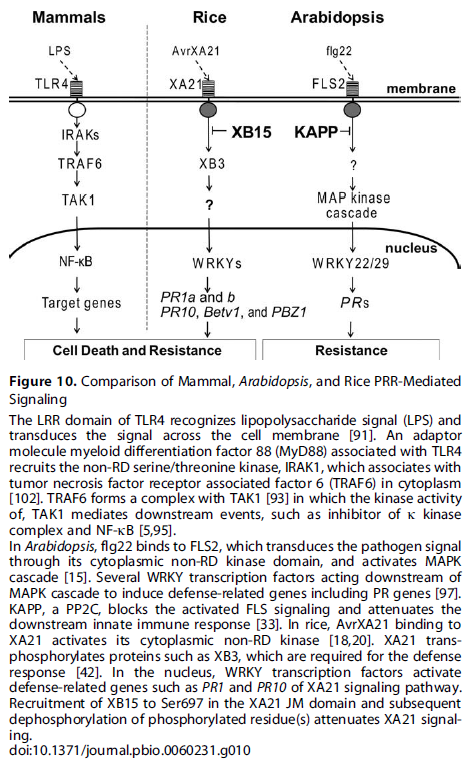 Mammals Rice Arabidopsis
LPS AvrXA21 flg22
TLR4 XA21 FLS2 membrane
IRAKs XB15 KAPP
TRAF6 XB3 ?
TAK1 ? MAP kinase
cascade
nucleus
NF-κB WRKYs WRKY22/29
Target genes PR1a and b PRs
PR10, Betv1, and PBZ1
Cell Death and Resistance Resistance
Figure 10. Comparison of Mammal, Arabidopsis, and Rice PRR-Mediated
Signaling
The LRR domain of TLR4 recognizes lipopolysaccharide signal (LPS) and
transduces the signal across the cell membrane [91]. An adaptor
molecule myeloid differentiation factor 88 (MyD88) associated with TLR4
recruits the non-RD serine/threonine kinase, IRAK1, which associates with
tumor necrosis factor receptor associated factor 6 (TRAF6) in cytoplasm
[102]. TRAF6 forms a complex with TAK1 [93] in which the kinase activity
of, TAK1 mediates downstream events, such as inhibitor of κ kinase
complex and NF-κB [5,95].
In Arabidopsis, flg22 binds to FLS2, which transduces the pathogen signal
through its cytoplasmic non-RD kinase domain, and activates MAPK
cascade [15]. Several WRKY transcription factors acting downstream of
MAPK cascade to induce defense-related genes including PR genes [97].
KAPP, a PP2C, blocks the activated FLS signaling and attenuates the
downstream innate immune response [33]. In rice, AvrXA21 binding to
XA21 activates its cytoplasmic non-RD kinase [18,20]. XA21 trans-
phosphorylates proteins such as XB3, which are required for the defense
response [42]. In the nucleus, WRKY transcription factors activate
defense-related genes such as PR1 and PR10 of XA21 signaling pathway.
Recruitment of XB15 to Ser697 in the XA21 JM domain and subsequent
dephosphorylation of phosphorylated residue(s) attenuates XA21 signal-
ing.
doi:10.1371/journal.pbio.0060231.g010